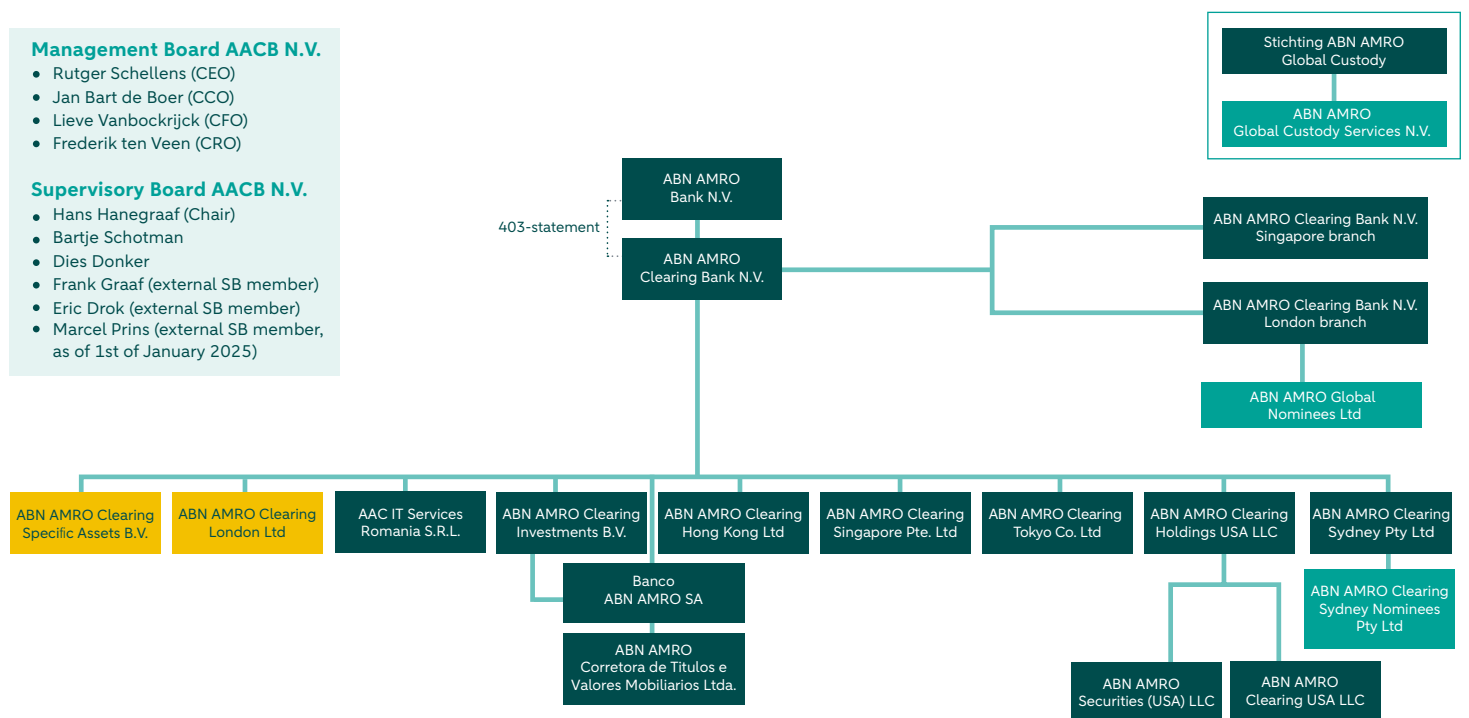 Management Board AACB N.V.
• Rutger Schellens (CEO)
• Jan Bart de Boer (CCO)
• Lieve Vanbockrijck (CFO)
• Frederik ten Veen (CRO)
Supervisory Board AACB N.V.
• Hans Hanegraaf (Chair)
• Bartje Schotman
• Dies Donker
• Frank Graaf (external SB member)
• Eric Drok (external SB member)
• Marcel Prins (external SB member,
as of 1st of January 2025)
Stichting ABN AMRO
Global Custody
ABN AMRO
Global Custody Services N.V.
ABN AMRO
Bank N.V.
403-statement
ABN AMRO
Clearing Bank N.V.
ABN AMRO Clearing Bank N.V.
Singapore branch
ABN AMRO Clearing Bank N.V.
London branch
ABN AMRO Global
Nominees Ltd
ABN AMRO Clearing
Specific Assets B.V.
ABN AMRO Clearing
London Ltd
AAC IT Services
Romania S.R.L.
ABN AMRO Clearing
Investments B.V.
ABN AMRO Clearing
Hong Kong Ltd
ABN AMRO Clearing
Singapore Pte. Ltd
ABN AMRO Clearing
Tokyo Co. Ltd
ABN AMRO Clearing
Holdings USA LLC
ABN AMRO Clearing
Sydney Pty Ltd
Banco
ABN AMRO SA
ABN AMRO Clearing
Sydney Nominees
Pty Ltd
ABN AMRO
Corretora de Titulos e
Valores Mobiliarios Ltda.
ABN AMRO
Securities (USA) LLC
ABN AMRO
Clearing USA LLC